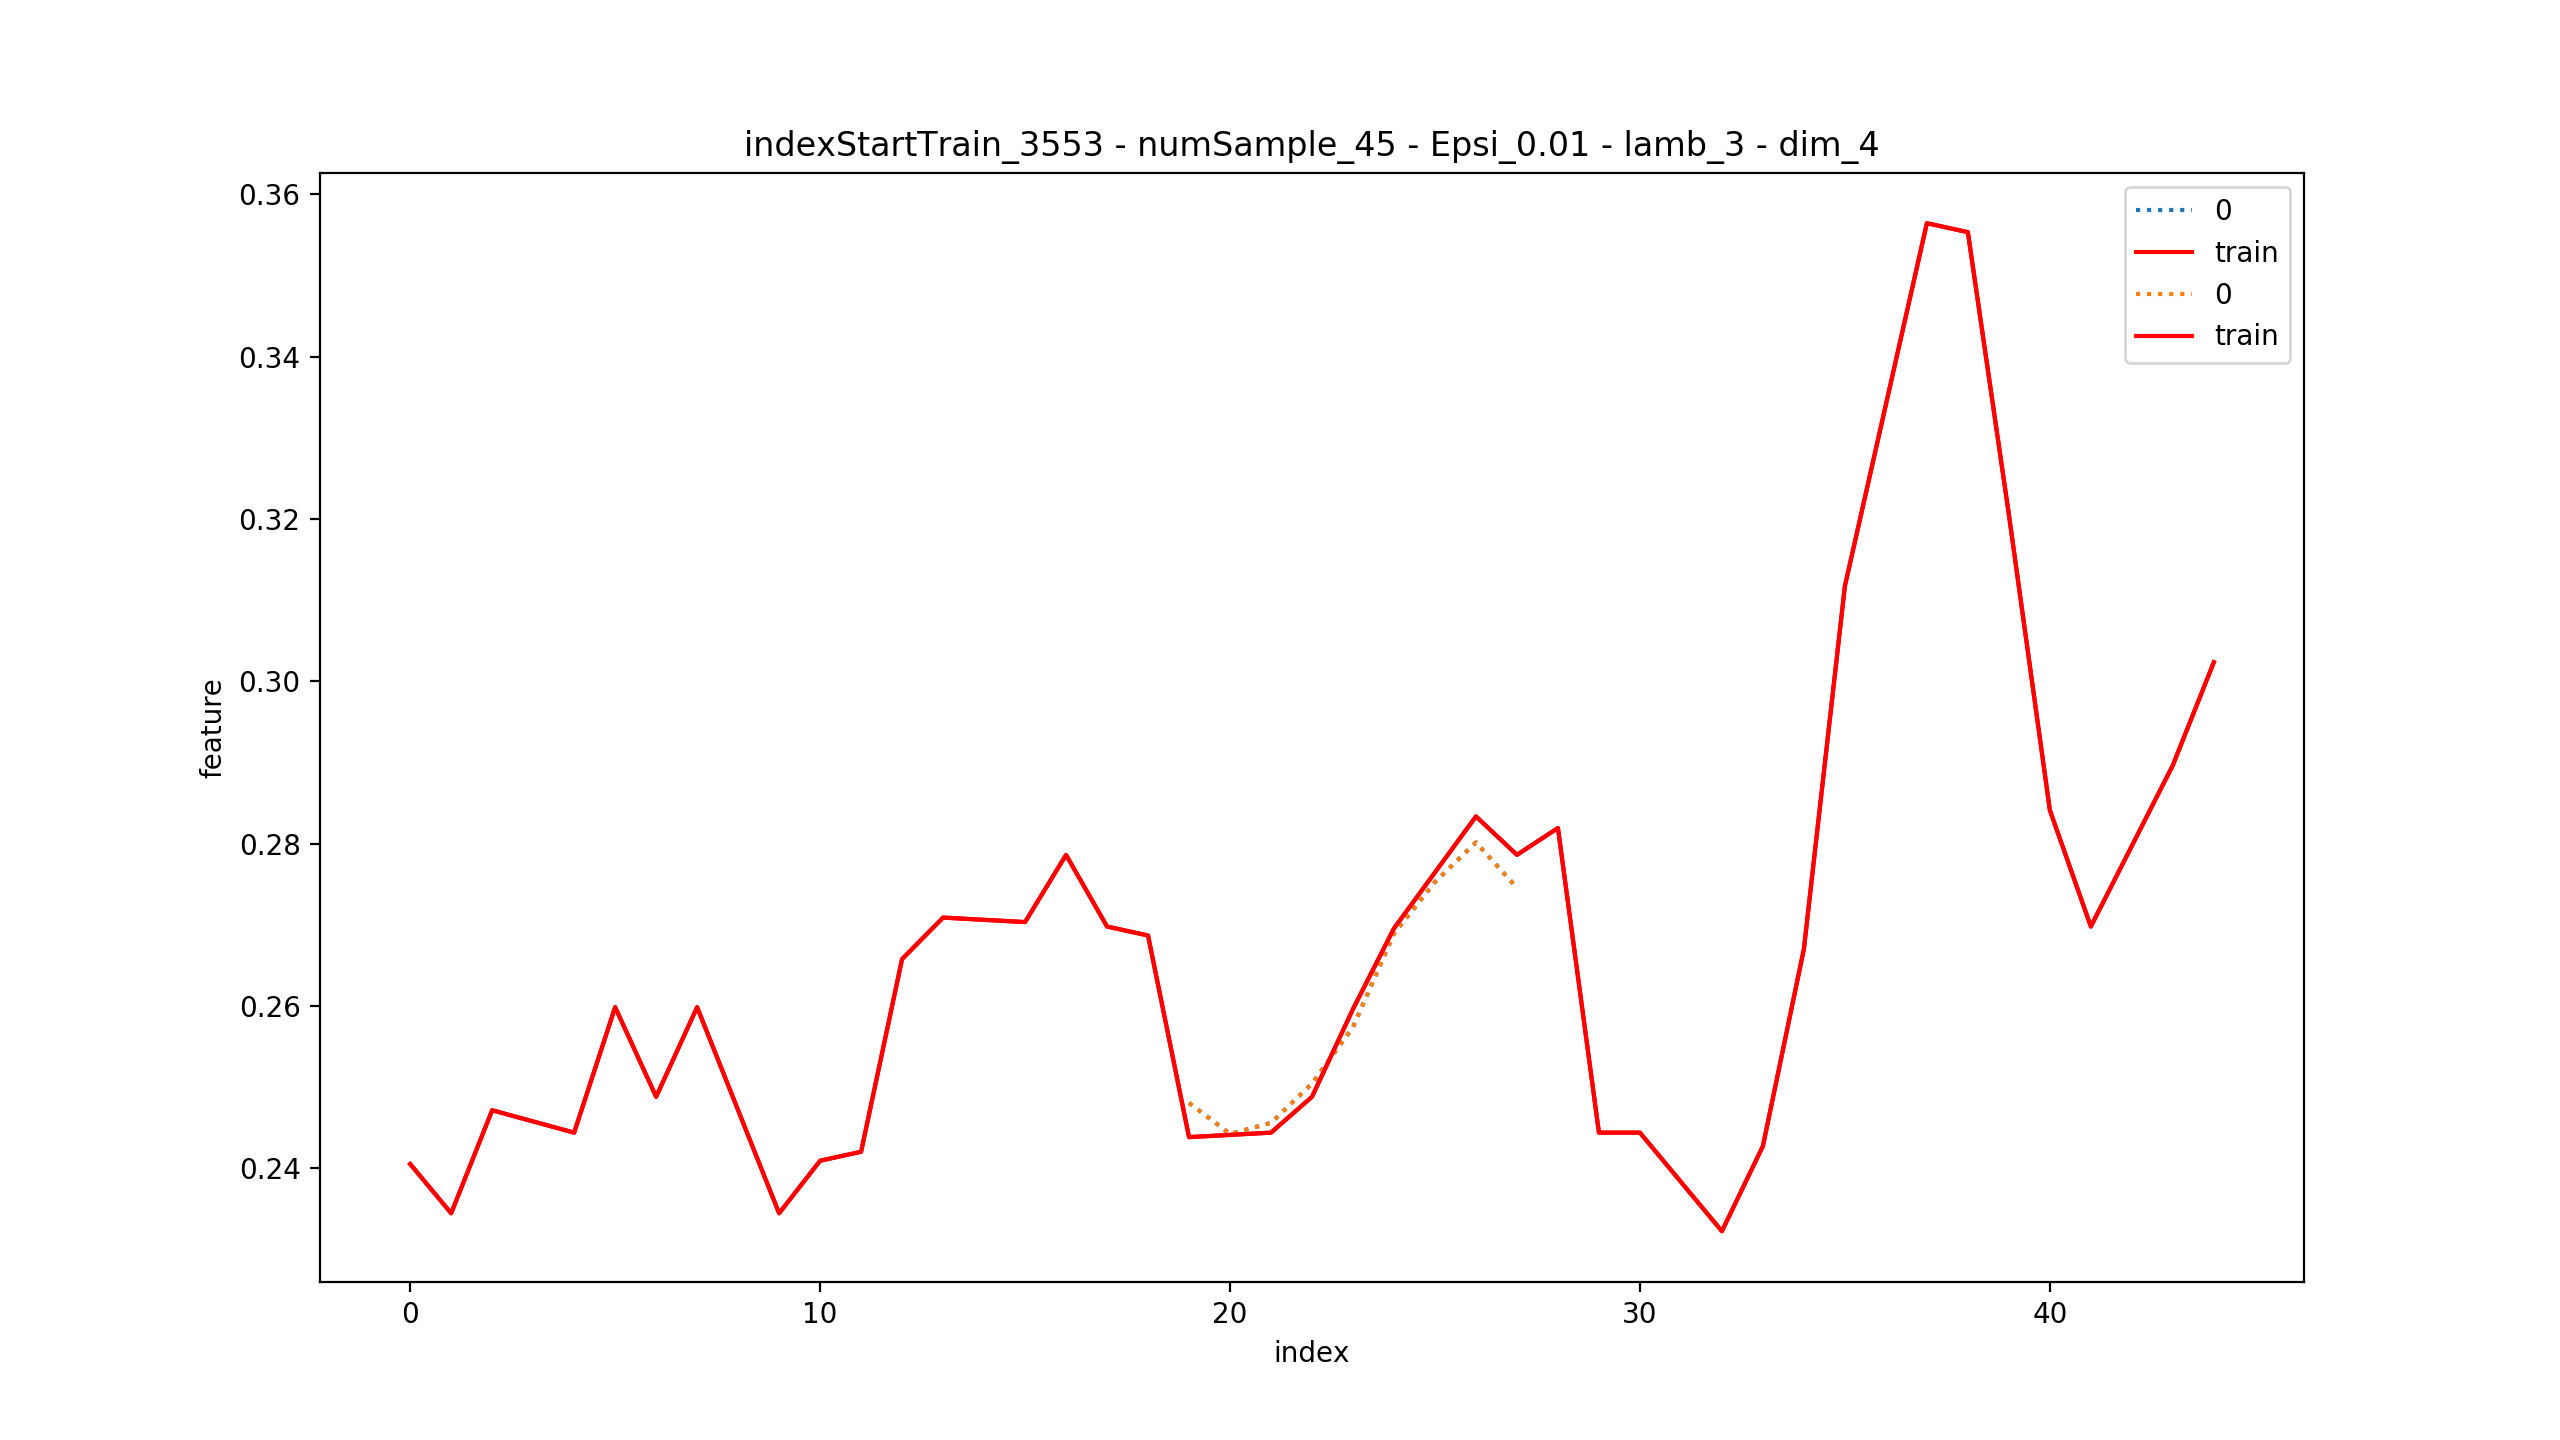 indexStartTrain_3553 - numSample_45 - Epsi_0.01 - lamb_3 - dim_4
0.36
0.34
0.32
0.30
0.28
0.26
0.24
feature
0
train
0
train
0 10 20 30 40
index